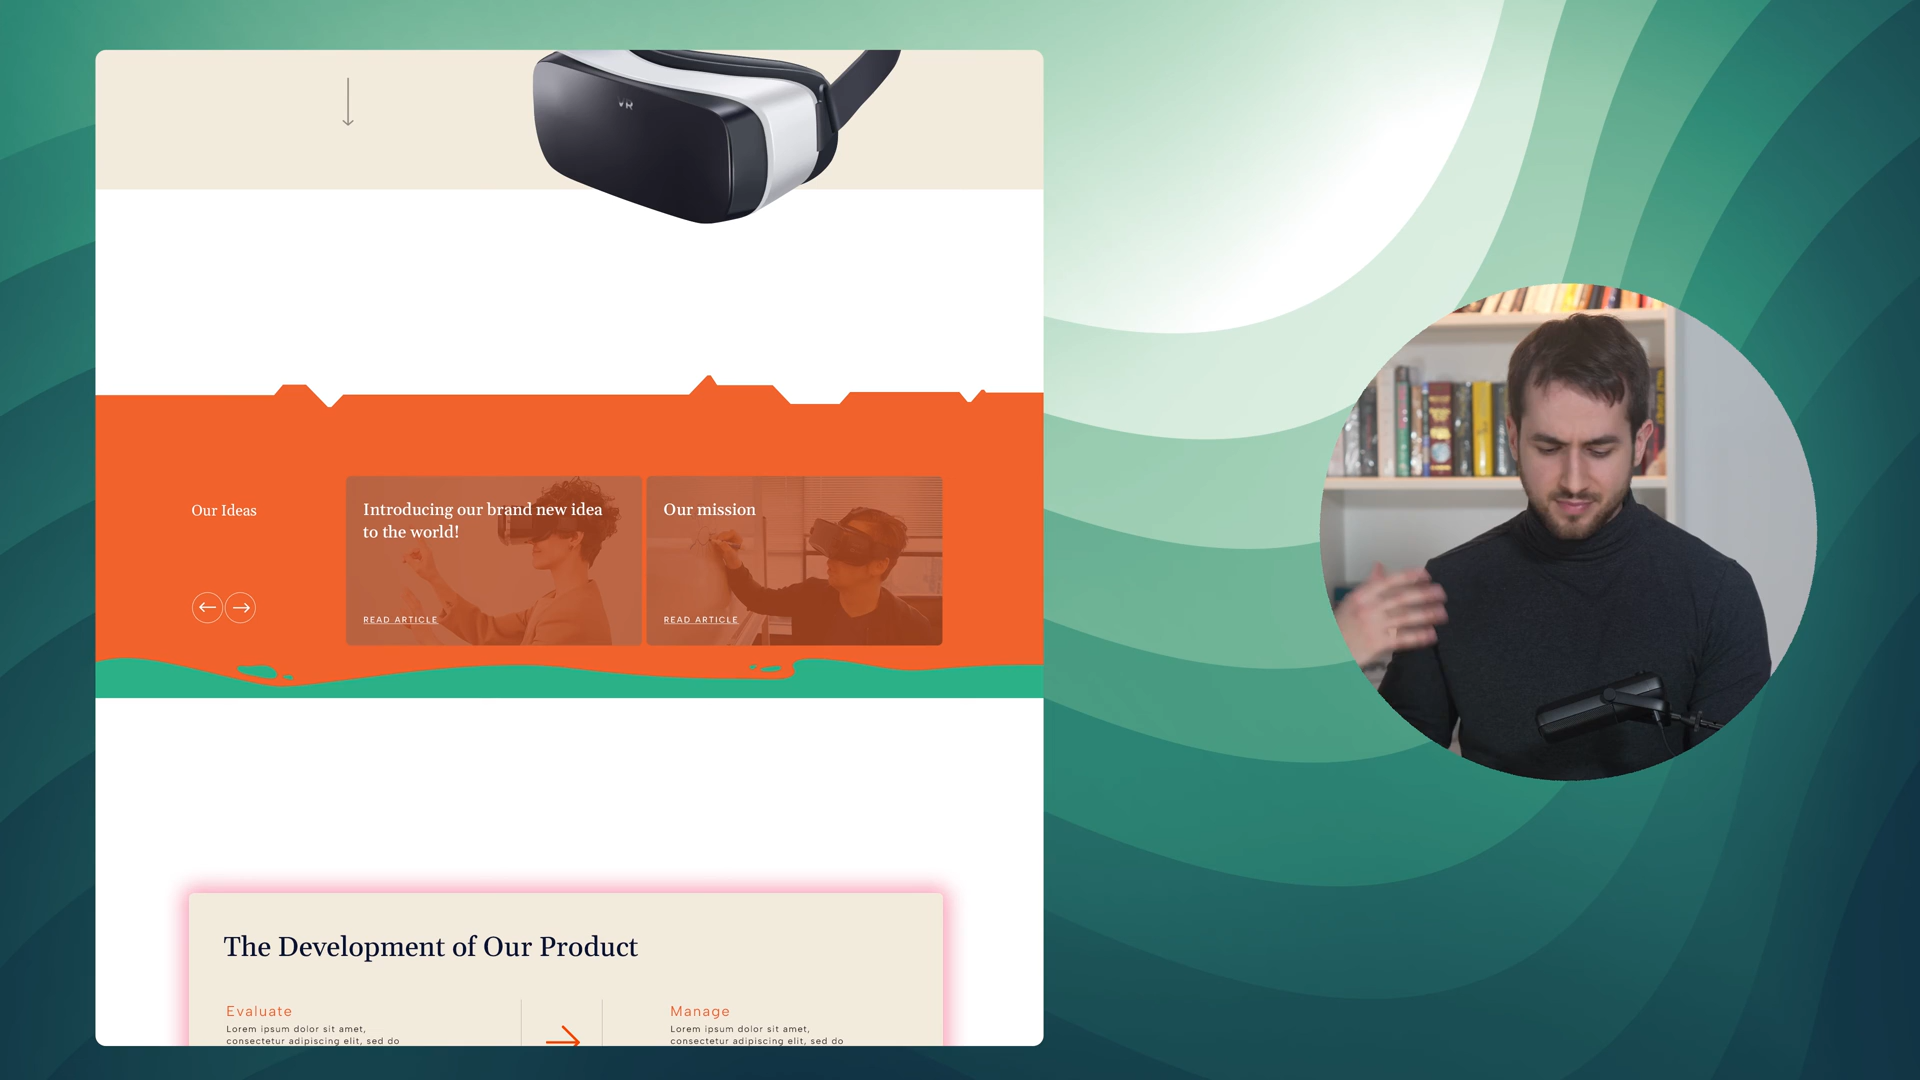 VR
Our Ideas
Introducing our brand new idea
to the world!
READ ARTICLE
Our mission
READ ARTICLE
The Development of Our Product
Evaluate
Lorem ipsum dolor sit amet,
consectetur adipiscing elit, sed do
Manage
Lorem ipsum dolor sit amet,
consectetur adipiscing elit, sed do